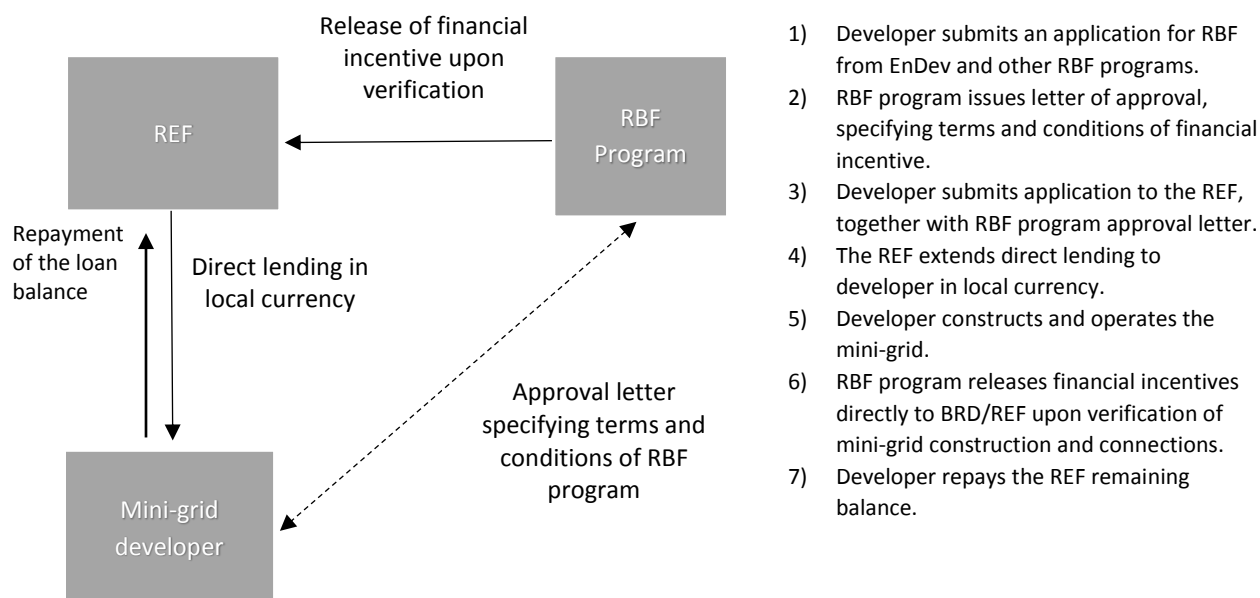 Release of financial
incentive upon
verification
REF
RBF
Program
Repayment
of the loan
balance
Direct lending in
local currency
Approval letter
specifying terms and
conditions of RBF
program
Mini-grid
developer
1) Developer submits an application for RBF
from EnDev and other RBF programs.
2) RBF program issues letter of approval,
specifying terms and conditions of financial
incentive.
3) Developer submits application to the REF,
together with RBF program approval letter.
4) The REF extends direct lending to
developer in local currency.
5) Developer constructs and operates the
mini-grid.
6) RBF program releases financial incentives
directly to BRD/REF upon verification of
mini-grid construction and connections.
7) Developer repays the REF remaining
balance.